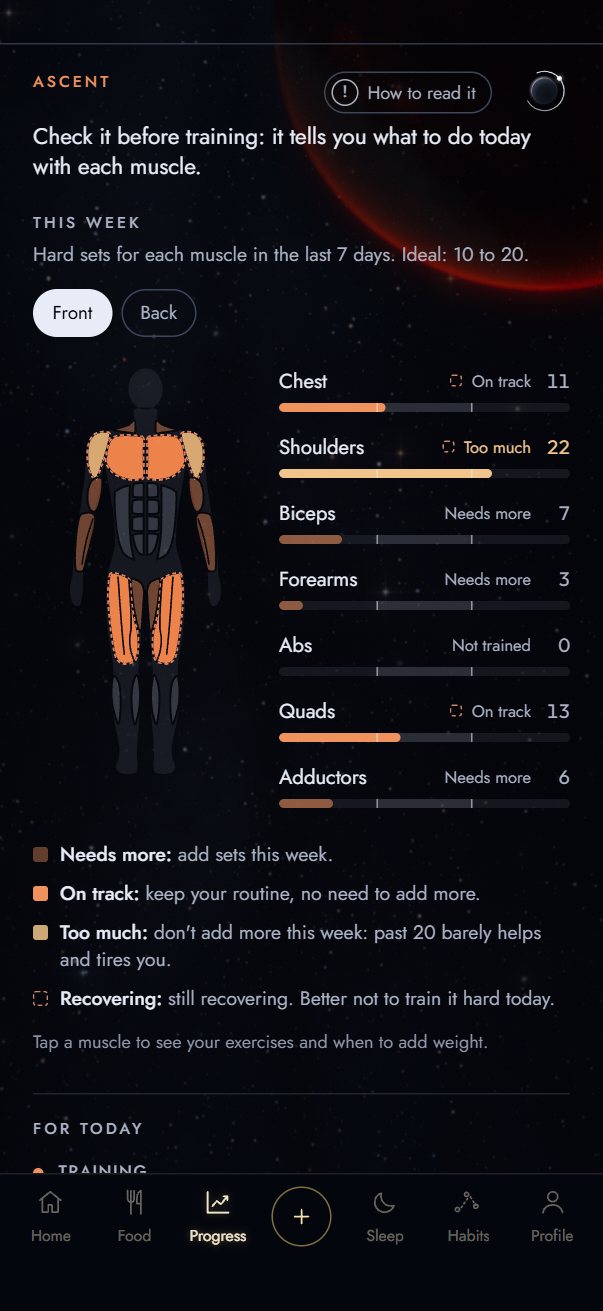 ASCENT
! How to read it
Check it before training: it tells you what to do today
with each muscle.
THIS WEEK
Hard sets for each muscle in the last 7 days. Ideal: 10 to 20.
Front Back
Chest On track 11
Shoulders Too much 22
Biceps Needs more 7
Forearms Needs more 3
Abs Not trained 0
Quads On track 13
Adductors Needs more 6
Needs more: add sets this week.
On track: keep your routine, no need to add more.
Too much: don't add more this week: past 20 barely helps
and tires you.
Recovering: still recovering. Better not to train it hard today.
Tap a muscle to see your exercises and when to add weight.
FOR TODAY
TRAINING
Home Food Progress + Sleep Habits Profile